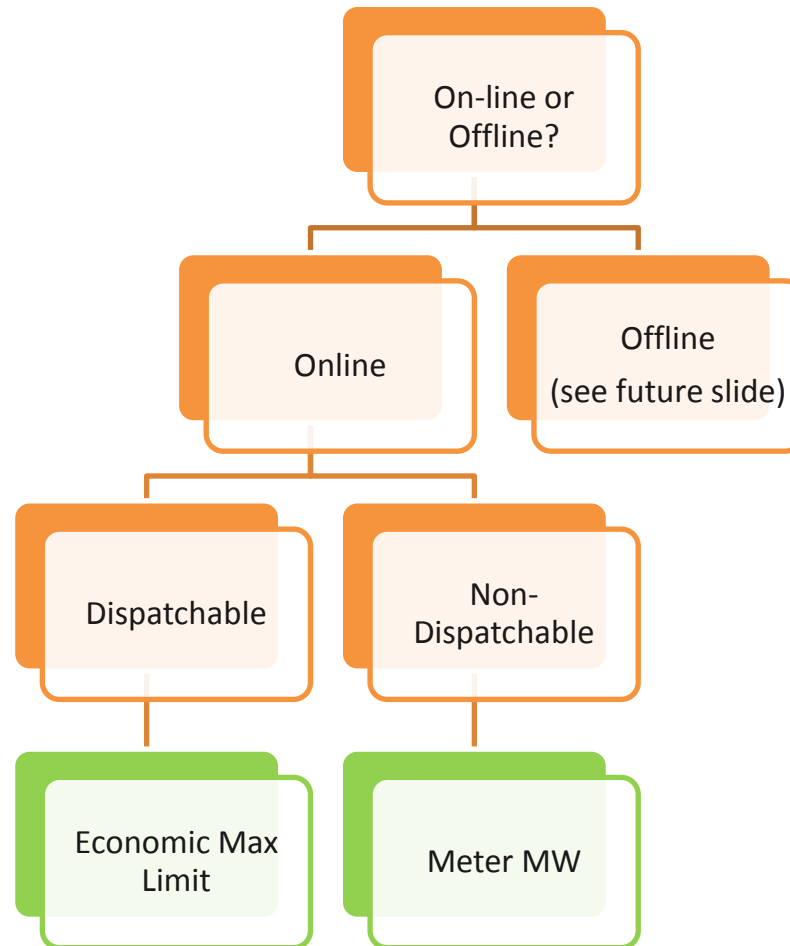 On-line or
Offline?
Online
Offline
(see future slide)
Dispatchable
Non-
Dispatchable
Economic Max
Limit
Meter MW